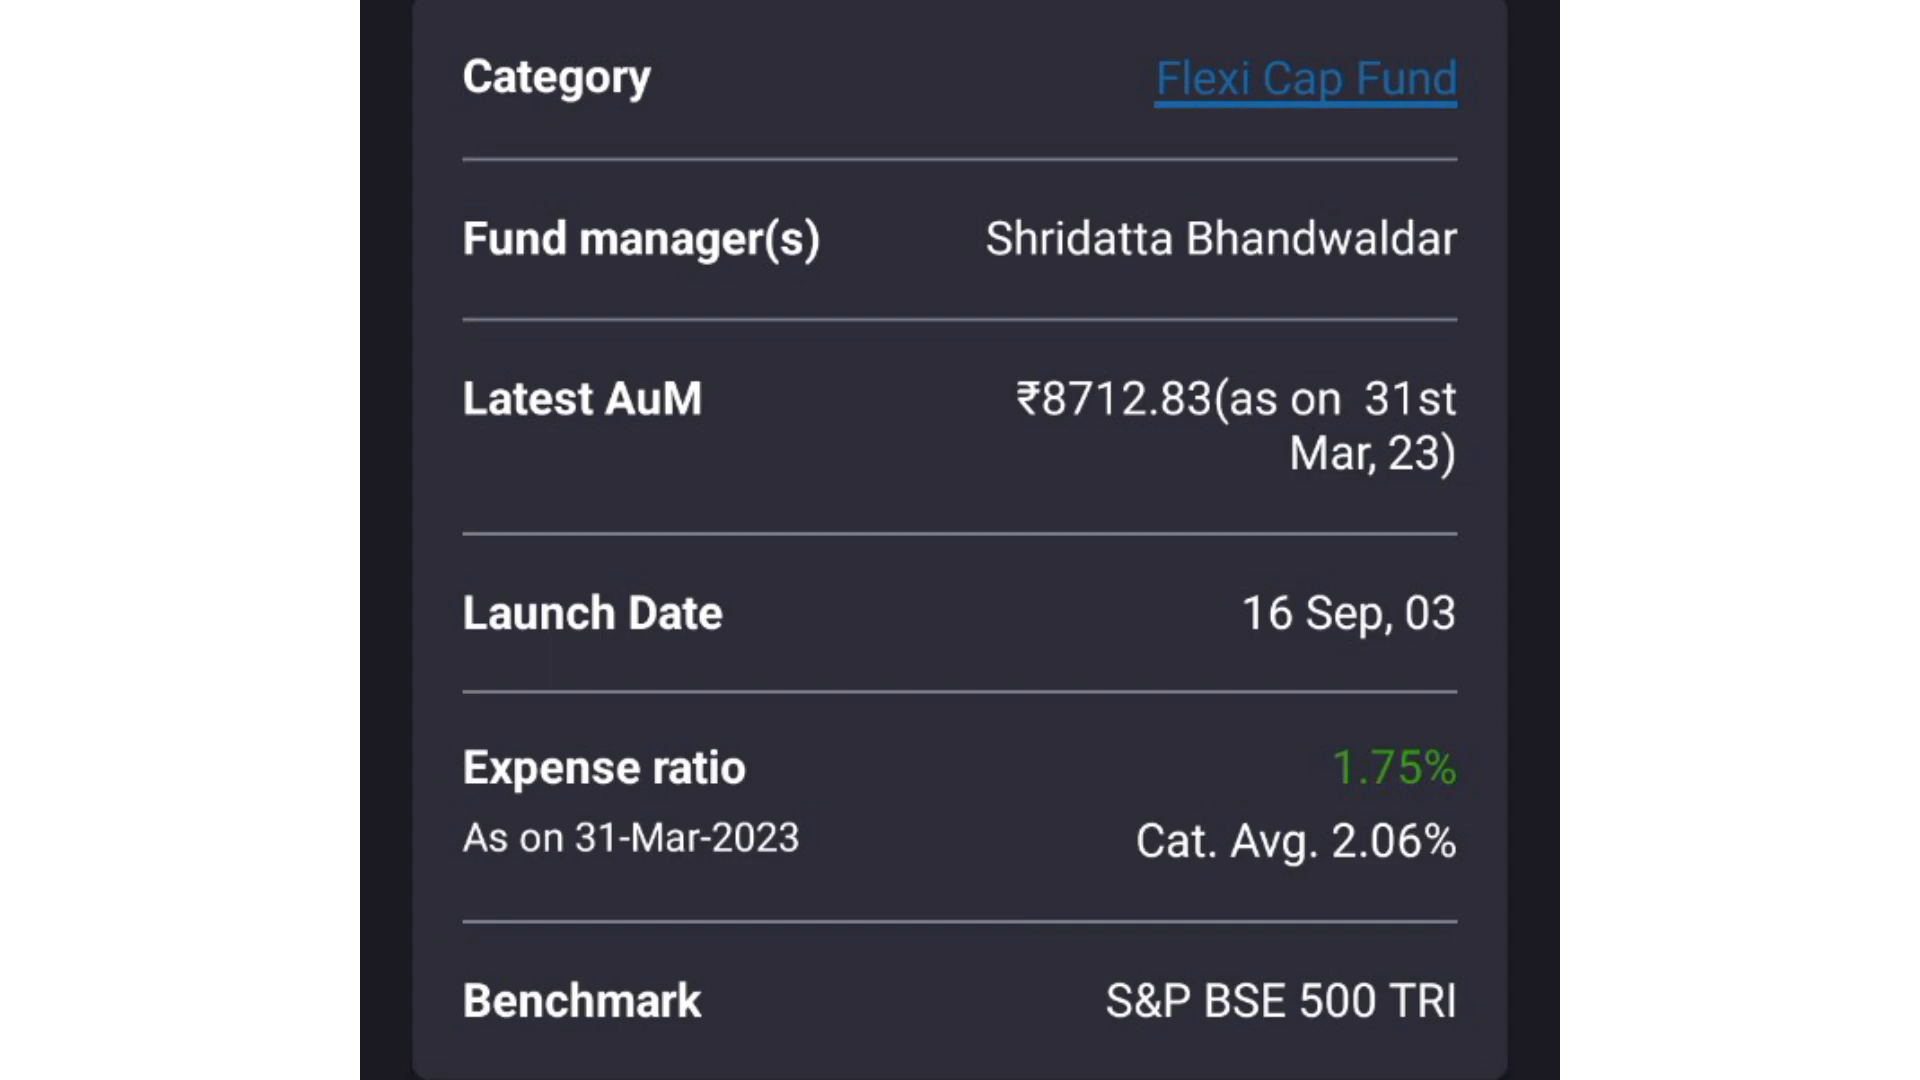 Category Flexi Cap Fund
Fund manager(s) Shridatta Bhandwaldar
Latest AuM ₹8712.83(as on 31st
Mar, 23)
Launch Date 16 Sep, 03
Expense ratio 1.75%
As on 31-Mar-2023 Cat. Avg. 2.06%
Benchmark S&P BSE 500 TRI